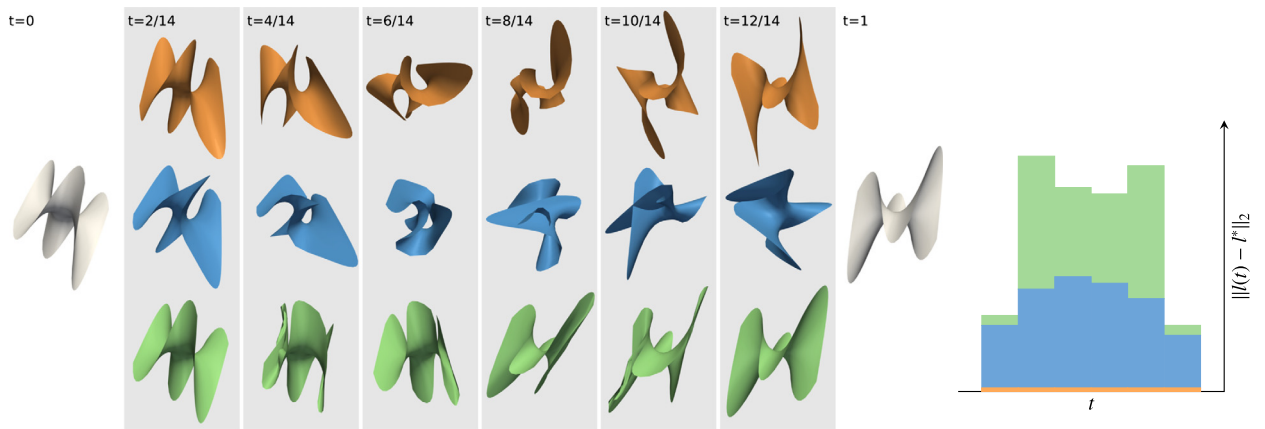 t=0
t=2/14
t=4/14
t=6/14
t=8/14
t=10/14
t=12/14
t=1
||l(t) − l*||₂
t